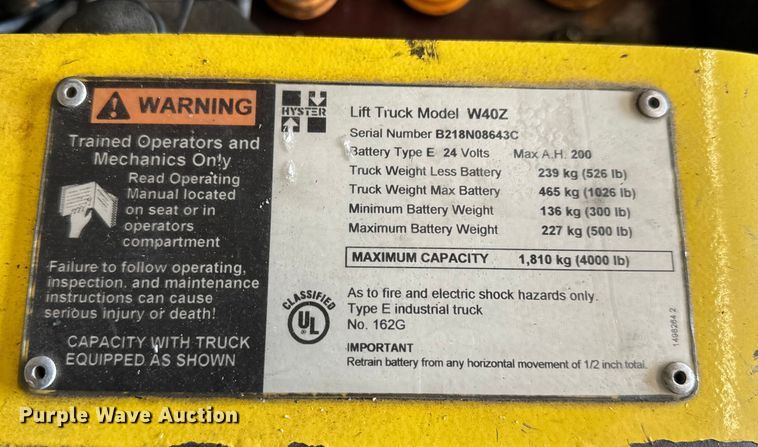 WARNING
Trained Operators and
Mechanics Only
Read Operating
Manual located
on seat or in
operators
compartment
Failure to follow operating,
inspection, and maintenance
instructions can cause
serious injury or death!
CAPACITY WITH TRUCK
EQUIPPED AS SHOWN
HYSTER
Lift Truck Model W40Z
Serial Number B218N08643C
Battery Type E 24 Volts Max A.H. 200
Truck Weight Less Battery 239 kg (526 lb)
Truck Weight Max Battery 465 kg (1026 lb)
Minimum Battery Weight 136 kg (300 lb)
Maximum Battery Weight 227 kg (500 lb)
MAXIMUM CAPACITY 1,810 kg (4000 lb)
CLASSIFIED
UL
®
As to fire and electric shock hazards only.
Type E industrial truck
No. 162G
IMPORTANT
Retrain battery from any horizontal movement of 1/2 inch total.
1498264 2
Purple Wave Auction